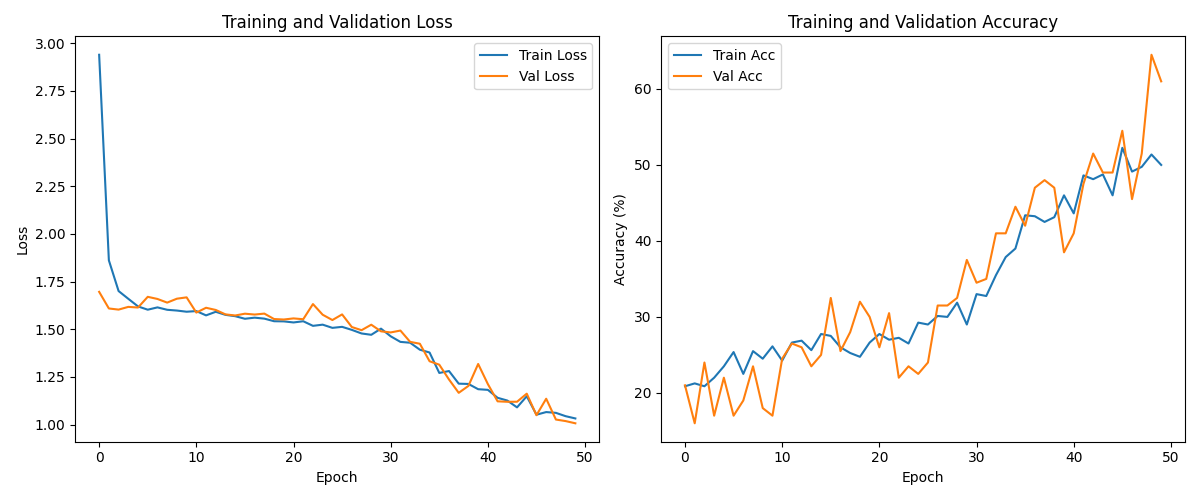 Training and Validation Loss
3.00
2.75
2.50
2.25
2.00
1.75
1.50
1.25
1.00
Loss
0 10 20 30 40 50
Epoch
Train Loss
Val Loss
Training and Validation Accuracy
60
50
40
30
20
Accuracy (%)
0 10 20 30 40 50
Epoch
Train Acc
Val Acc